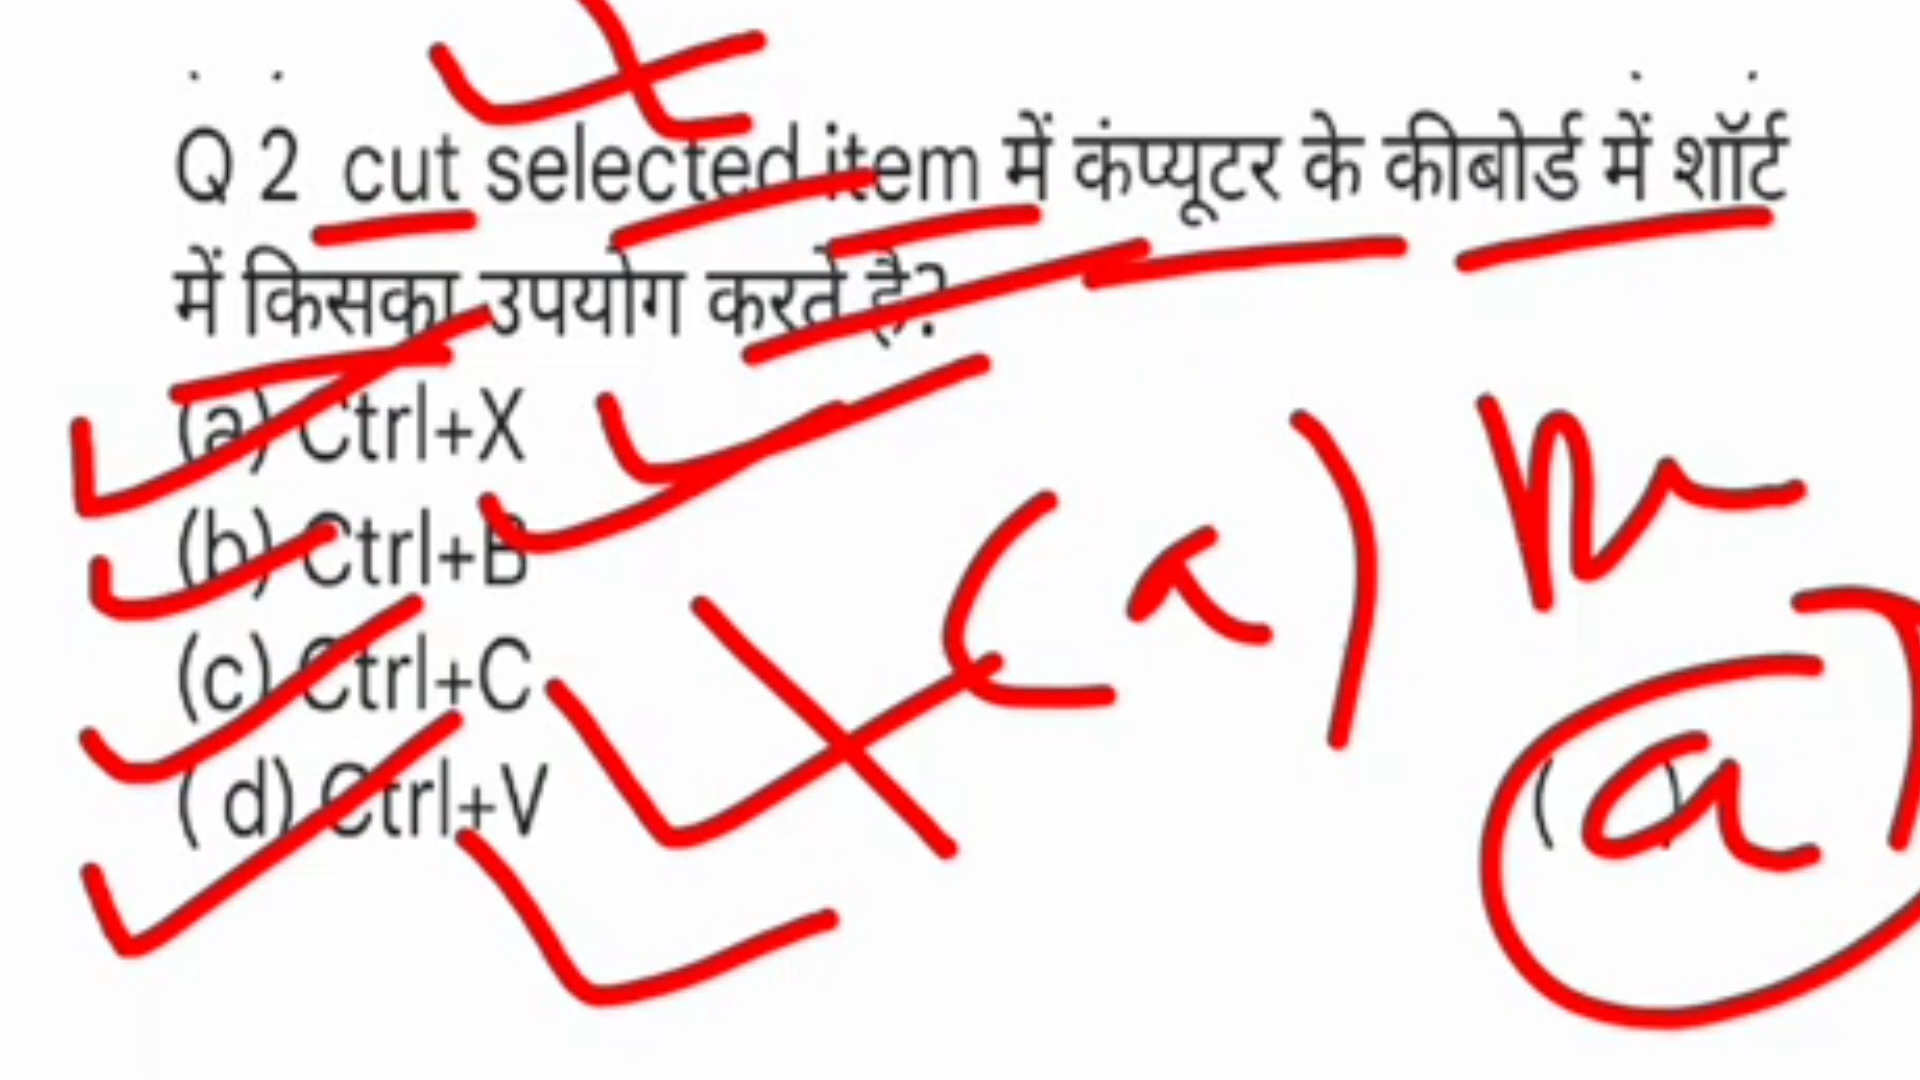 Q 2 cut selected item में कंप्यूटर के कीबोर्ड में शॉर्ट
में किसका उपयोग करते है?
(a) Ctrl+X
(b) Ctrl+B
(c) Ctrl+C
(a)
( d) Ctrl+V
(a)